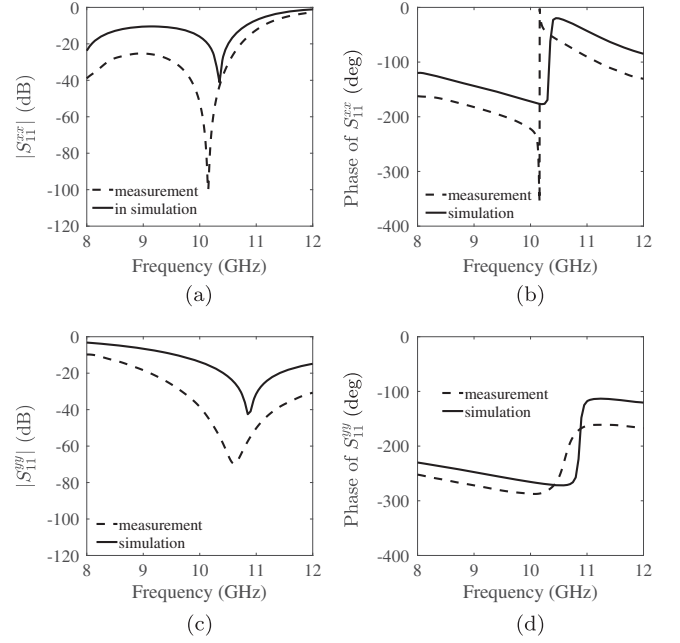 0
-20
-40
-60
-80
-100
-120
|S₁₁ˣˣ| (dB)
measurement
in simulation
8 9 10 11 12
Frequency (GHz)
(a)
0
-100
-200
-300
-400
Phase of S₁₁ˣˣ (deg)
measurement
simulation
8 9 10 11 12
Frequency (GHz)
(b)
0
-20
-40
-60
-80
-100
-120
|S₁₁ʸʸ| (dB)
measurement
simulation
8 9 10 11 12
Frequency (GHz)
(c)
0
-100
-200
-300
-400
Phase of S₁₁ʸʸ (deg)
measurement
simulation
8 9 10 11 12
Frequency (GHz)
(d)